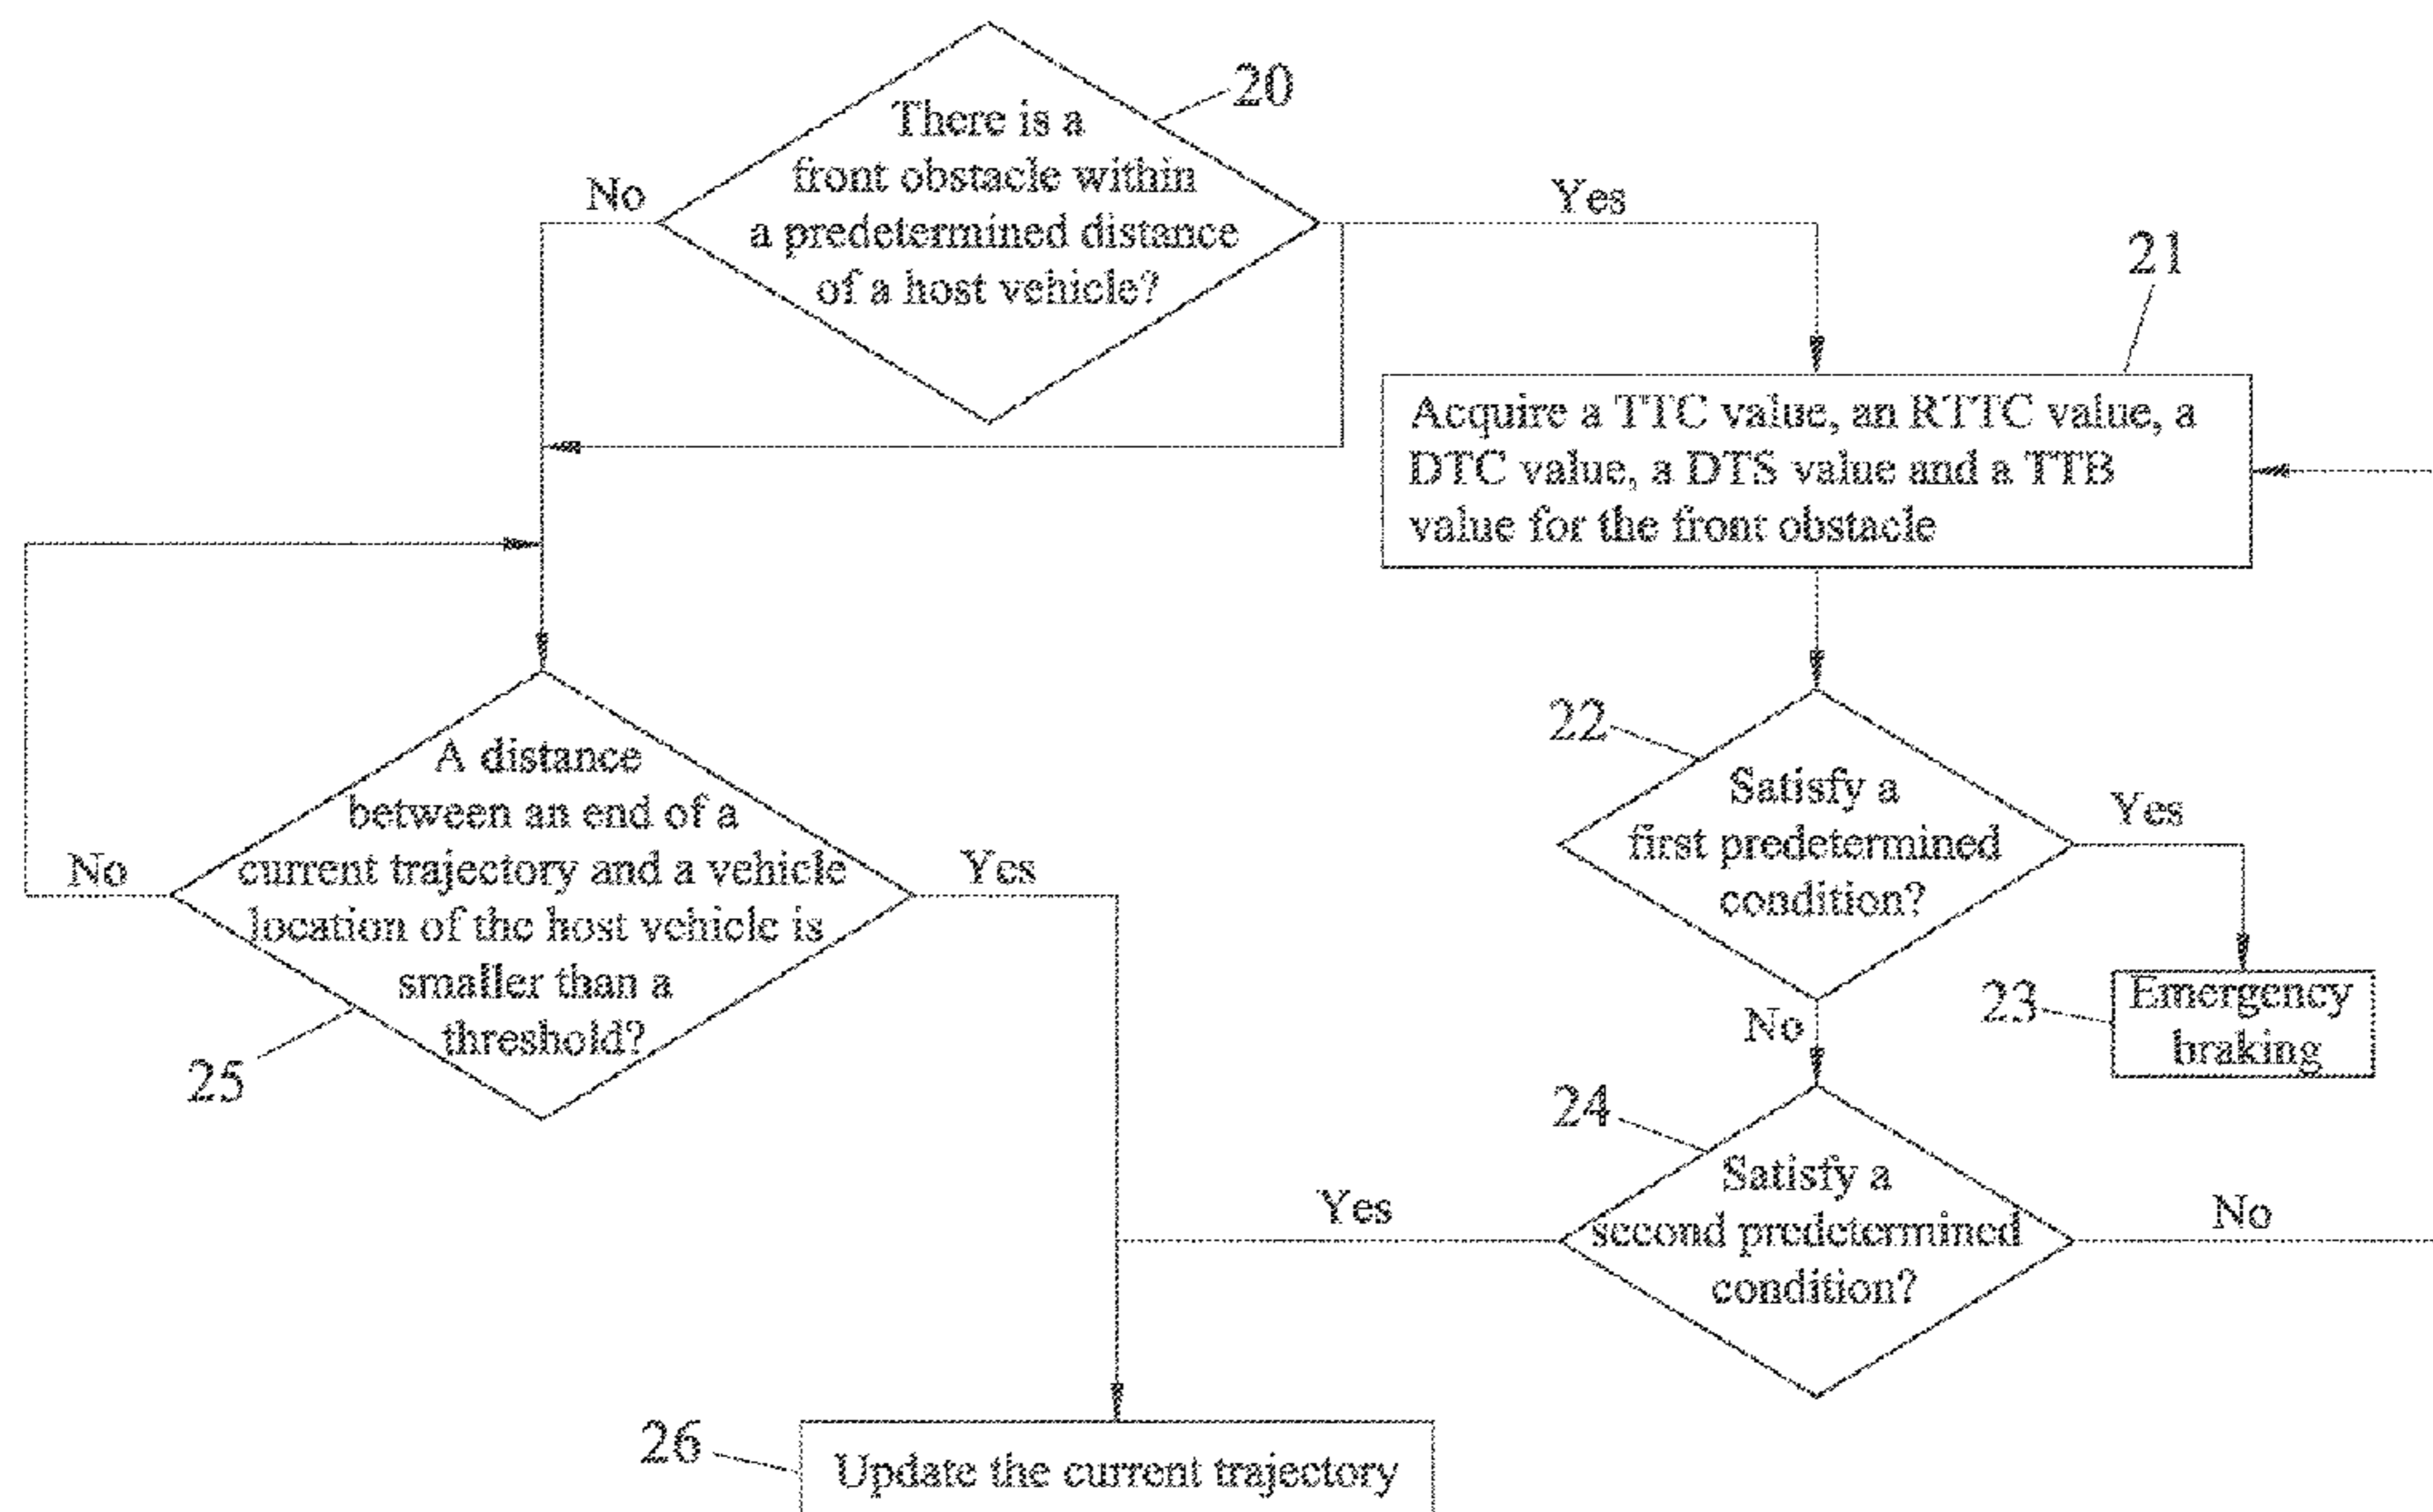 20
There is a
front obstacle within
a predetermined distance
of a host vehicle?
No
Yes
21
Acquire a TTC value, an RTTC value, a
DTC value, a DTS value and a TTB
value for the front obstacle
22
Satisfy a
first predetermined
condition?
Yes
No
23
Emergency
braking
24
Satisfy a
second predetermined
condition?
Yes
No
A distance
between an end of a
current trajectory and a vehicle
location of the host vehicle is
smaller than a
threshold?
No
Yes
25
26
Update the current trajectory